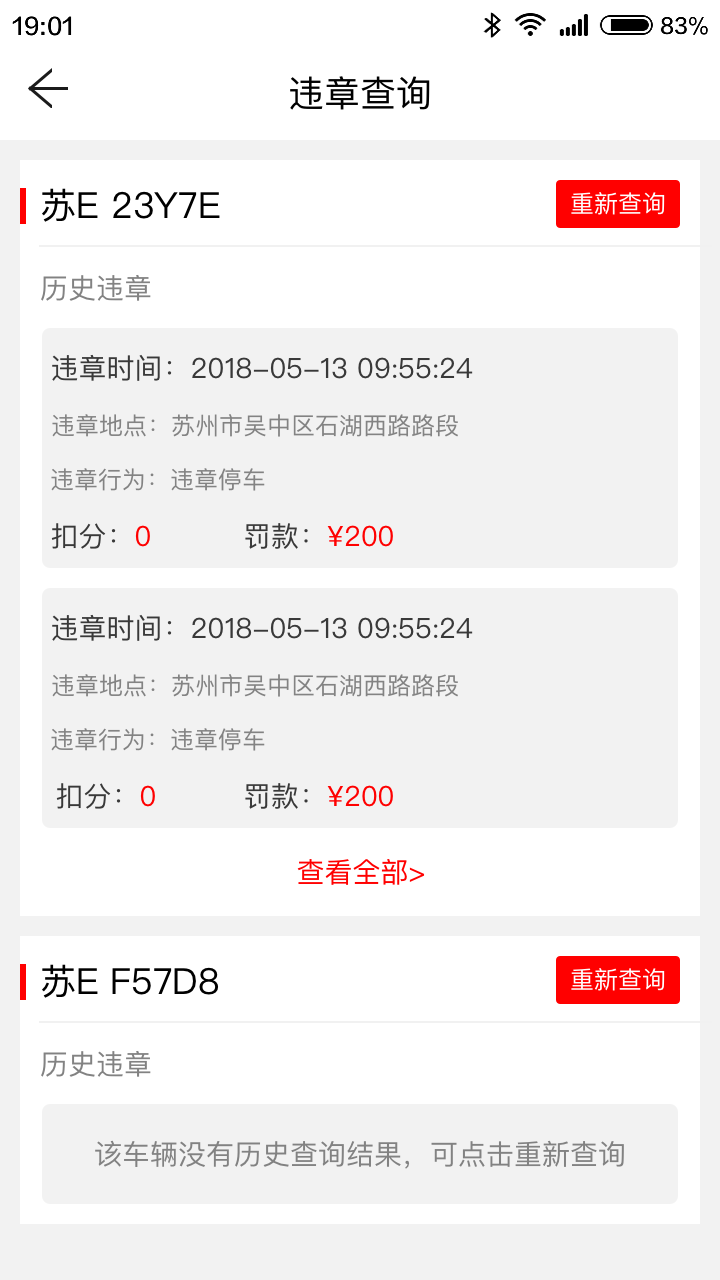 19:01 83%
违章查询
苏E 23Y7E 重新查询
历史违章
违章时间：2018-05-13 09:55:24
违章地点：苏州市吴中区石湖西路路段
违章行为：违章停车
扣分：0 罚款：¥200
违章时间：2018-05-13 09:55:24
违章地点：苏州市吴中区石湖西路路段
违章行为：违章停车
扣分：0 罚款：¥200
查看全部>
苏E F57D8 重新查询
历史违章
该车辆没有历史查询结果，可点击重新查询